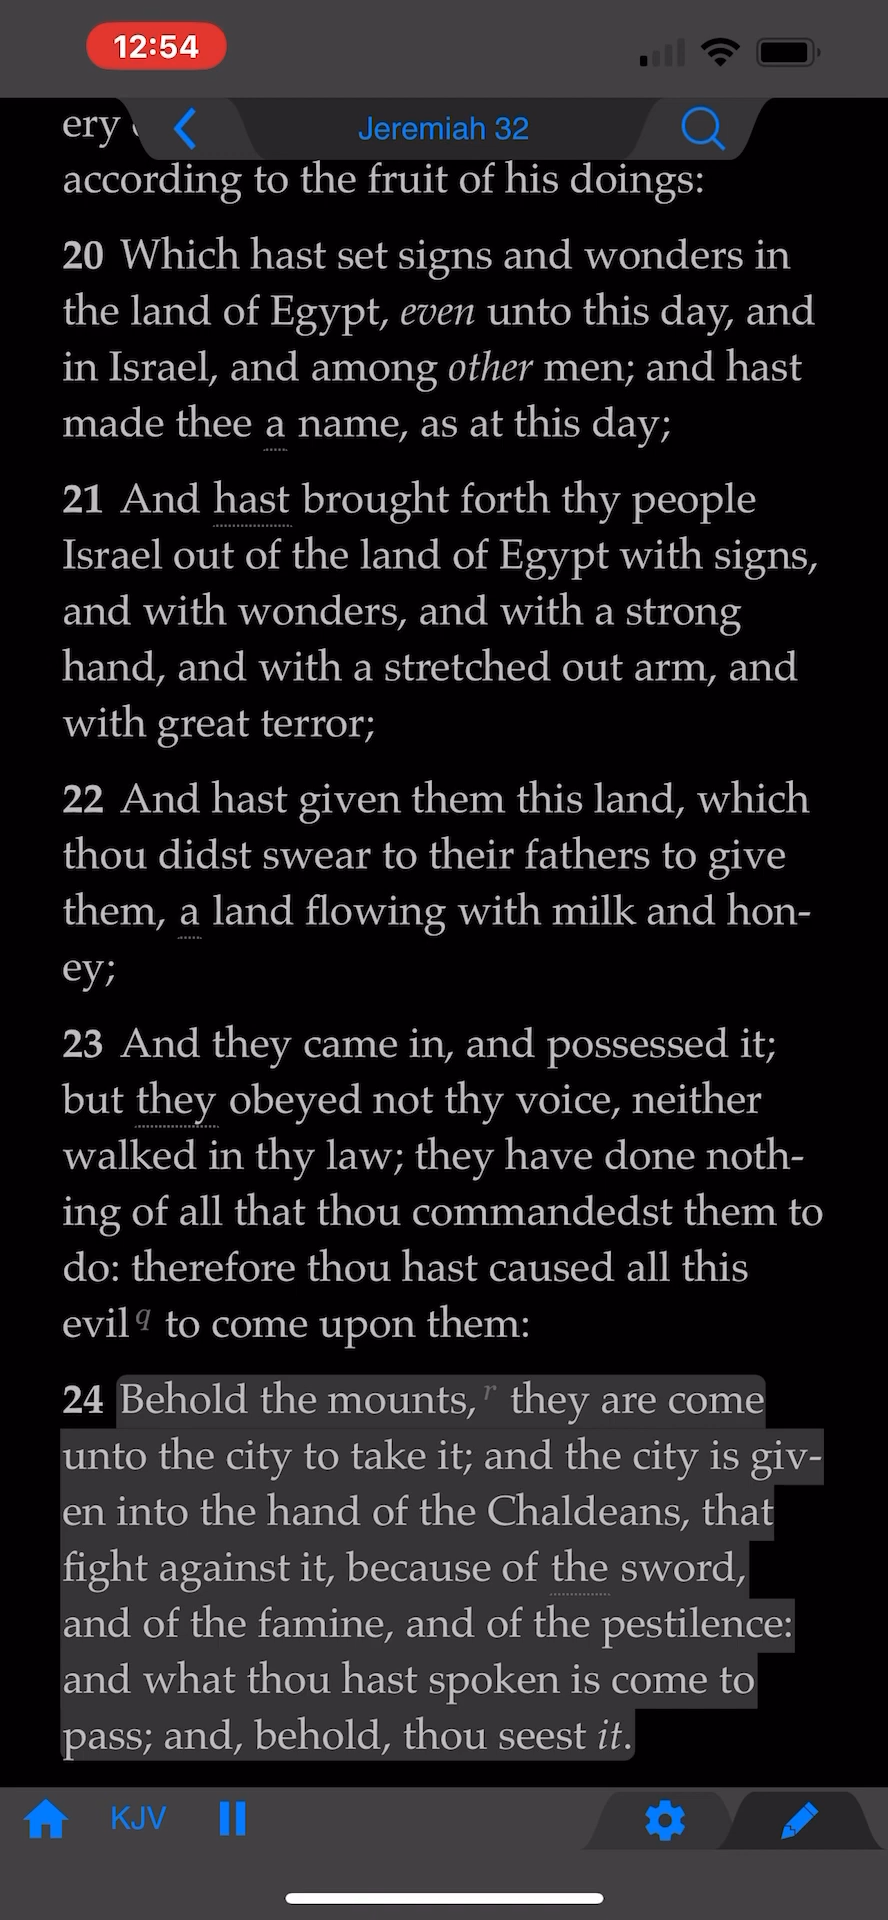 12:54
Jeremiah 32
ery
according to the fruit of his doings:
20 Which hast set signs and wonders in
the land of Egypt, even unto this day, and
in Israel, and among other men; and hast
made thee a name, as at this day;
21 And hast brought forth thy people
Israel out of the land of Egypt with signs,
and with wonders, and with a strong
hand, and with a stretched out arm, and
with great terror;
22 And hast given them this land, which
thou didst swear to their fathers to give
them, a land flowing with milk and hon-
ey;
23 And they came in, and possessed it;
but they obeyed not thy voice, neither
walked in thy law; they have done noth-
ing of all that thou commandedst them to
do: therefore thou hast caused all this
evil q to come upon them:
24 Behold the mounts, r they are come
unto the city to take it; and the city is giv-
en into the hand of the Chaldeans, that
fight against it, because of the sword,
and of the famine, and of the pestilence:
and what thou hast spoken is come to
pass; and, behold, thou seest it.
KJV